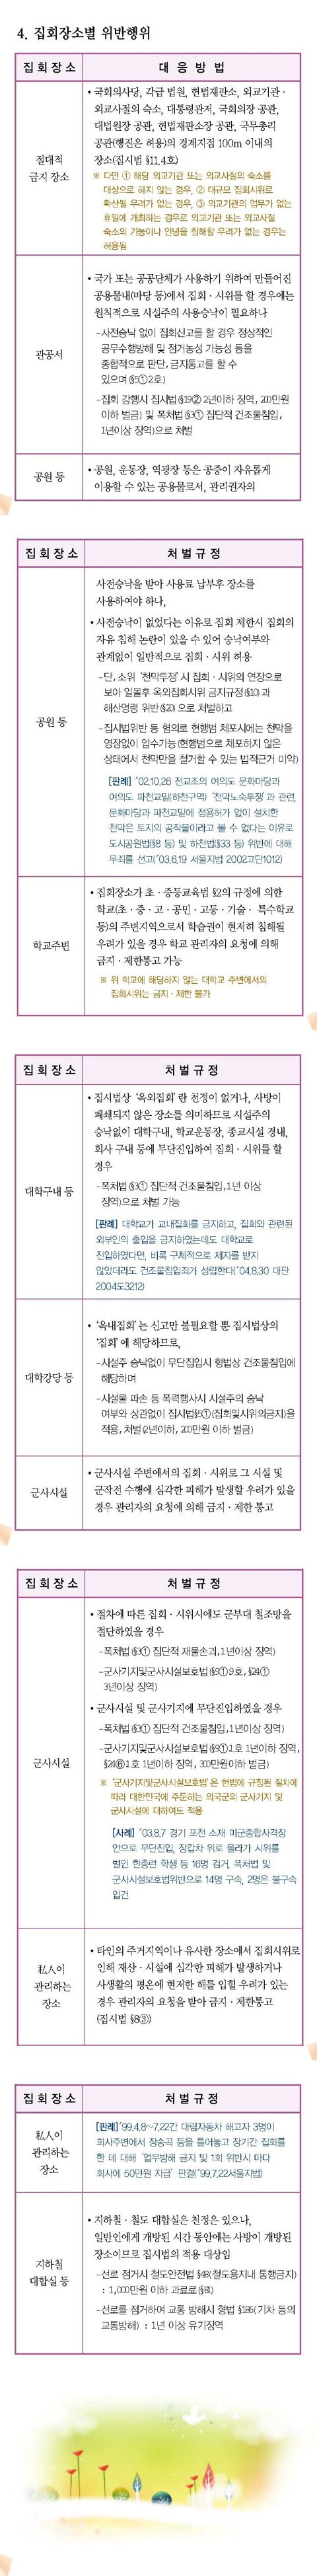 4. 집회장소별 위반행위
집 회 장 소
대 응 방 법
절대적
금지 장소
• 국회의사당, 각급 법원, 헌법재판소, 외교기관·
외교사절의 숙소, 대통령관저, 국회의장 공관,
대법원장 공관, 헌법재판소장 공관, 국무총리
공관(행진은 허용)의 경계지점 100m 이내의
장소(집시법 §11.4호)
※ 다만 ① 해당 외교기관 또는 외교사절의 숙소를
대상으로 하지 않는 경우, ② 대규모 집회시위로
확산될 우려가 없는 경우, ③ 외교기관의 업무가 없는
휴일에 개최하는 경우로 외교기관 또는 외교사절
숙소의 기능이나 안녕을 침해할 우려가 없는 경우는
허용됨
관공서
• 국가 또는 공공단체가 사용하기 위하여 만들어진
공용물내(마당 등)에서 집회·시위를 할 경우에는
원칙적으로 시설주의 사용승낙이 필요하나
-사전승낙 없이 집회신고를 할 경우 정상적인
공무수행방해 및 점거농성 가능성 등을
종합적으로 판단, 금지통고를 할 수
있으며(§5①2호)
-집회 강행시 집시법(§19② 2년이하 징역, 200만원
이하 벌금) 및 폭처법(§3① 집단적 건조물침입,
1년이상 징역)으로 처벌
공원 등
• 공원, 운동장, 역광장 등은 공중이 자유롭게
이용할 수 있는 공용물로서, 관리권자의
집 회 장 소
처 벌 규 정
공원 등
사전승낙을 받아 사용료 납부후 장소를
사용하여야 하나,
• 사전승낙이 없었다는 이유로 집회 제한시 집회의
자유 침해 논란이 있을 수 있어 승낙여부와
관계없이 일반적으로 집회·시위 허용
-단, 소위 '천막투쟁' 시 집회·시위의 연장으로
보아 일몰후 옥외집회시위 금지규정(§10)과
해산명령 위반(§20) 으로 처벌하고
-집시법위반 등 혐의로 현행범 체포시에는 천막을
영장없이 압수가능(현행범으로 체포하지 않은
상태에서 천막만을 철거할 수 있는 법적근거 미약)
[판례] '02.10.26 전교조의 여의도 문화마당과
여의도 파천교밑(하천구역) '천막노숙투쟁'과 관련,
문화마당과 파천교밑에 점용허가 없이 설치한
천막은 토지의 공작물이라고 볼 수 없다는 이유로
도시공원법(§8 등) 및 하천법(§33 등) 위반에 대해
무죄를 선고('03.6.19 서울지법 2002고단1012)
학교주변
• 집회장소가 초·중등교육법 §2의 규정에 의한
학교(초·중·고·공민·고등·기술· 특수학교
등)의 주변지역으로서 학습권이 현저히 침해될
우려가 있을 경우 학교 관리자의 요청에 의해
금지·제한통고 가능
※ 위 학교에 해당하지 않는 대학교 주변에서의
집회시위는 금지·제한 불가
집 회 장 소
처 벌 규 정
대학구내 등
• 집시법상 '옥외집회'란 천정이 없거나, 사방이
폐쇄되지 않은 장소를 의미하므로 시설주의
승낙없이 대학구내, 학교운동장, 종교시설 경내,
회사 구내 등에 무단진입하여 집회·시위를 할
경우
-폭처법(§3① 집단적 건조물침입,1년 이상
징역)으로 처벌 가능
[판례] 대학교가 교내집회를 금지하고, 집회와 관련된
외부인의 출입을 금지하였는데도 대학교로
진입하였다면, 비록 구체적으로 제지를 받지
않았더라도 건조물침입죄가 성립한다('04.8.30 대판
2004도3212)
대학강당 등
• '옥내집회'는 신고만 불필요할 뿐 집시법상의
'집회'에 해당하므로,
-시설주 승낙없이 무단집입시 형법상 건조물침입에
해당하며
-시설물 파손 등 폭력행사시 시설주의 승낙
여부와 상관없이 집시법§5①(집회및시위의금지)을
적용, 처벌(2년이하, 200만원 이하 벌금)
군사시설
• 군사시설 주변에서의 집회·시위로 그 시설 및
군작전 수행에 심각한 피해가 발생할 우려가 있을
경우 관리자의 요청에 의해 금지·제한 통고
집 회 장 소
처 벌 규 정
군사시설
• 절차에 따른 집회·시위시에도 군부대 철조망을
절단하였을 경우
-폭처법(§3① 집단적 재물손괴,1년이상 징역)
-군사기지및군사시설보호법(§9①9호, §24①
3년이상 징역)
• 군사시설 및 군사기지에 무단진입하였을 경우
-폭처법(§3① 집단적 건조물침입,1년이상 징역)
-군사기지및군사시설보호법(§9①1호 1년이하 징역,
§24⑥1호 1년이하 징역, 300만원이하 벌금)
※ '군사기지및군사시설보호법'은 헌법에 규정된 절차에
따라 대한민국에 주둔하는 외국군의 군사기지 및
군사시설에 대하여도 적용
[사례] '03.8.7 경기 포천 소재 미군종합사격장
안으로 무단진입, 장갑차 위로 올라가 시위를
벌인 한총련 학생 등 16명 검거, 폭처법 및
군사시설보호법위반으로 14명 구속, 2명은 불구속
입건
私人이
관리하는
장소
• 타인의 주거지역이나 유사한 장소에서 집회시위로
인해 재산·시설에 심각한 피해가 발생하거나
사생활의 평온에 현저한 해를 입힐 우려가 있는
경우 관리자의 요청을 받아 금지·제한통고
(집시법 §8③)
집 회 장 소
처 벌 규 정
私人이
관리하는
장소
[판례]'99.4.8~7.22간 대림자동차 해고자 3명이
회사주변에서 장송곡 등을 틀어놓고 장기간 집회를
한 데 대해 '업무방해 금지 및 1회 위반시 마다
회사에 50만원 지급' 판결('99.7.22서울지법)
지하철
대합실 등
• 지하철·철도 대합실은 천정은 있으나,
일반인에게 개방된 시간 동안에는 사방이 개방된
장소이므로 집시법의 적용 대상임
-선로 점거시 철도안전법 §48(철도용지내 통행금지)
: 1,000만원 이하 과료료(§81)
-선로를 점거하여 교통 방해시 형법 §186(기차 등의
교통방해) : 1년 이상 유기징역